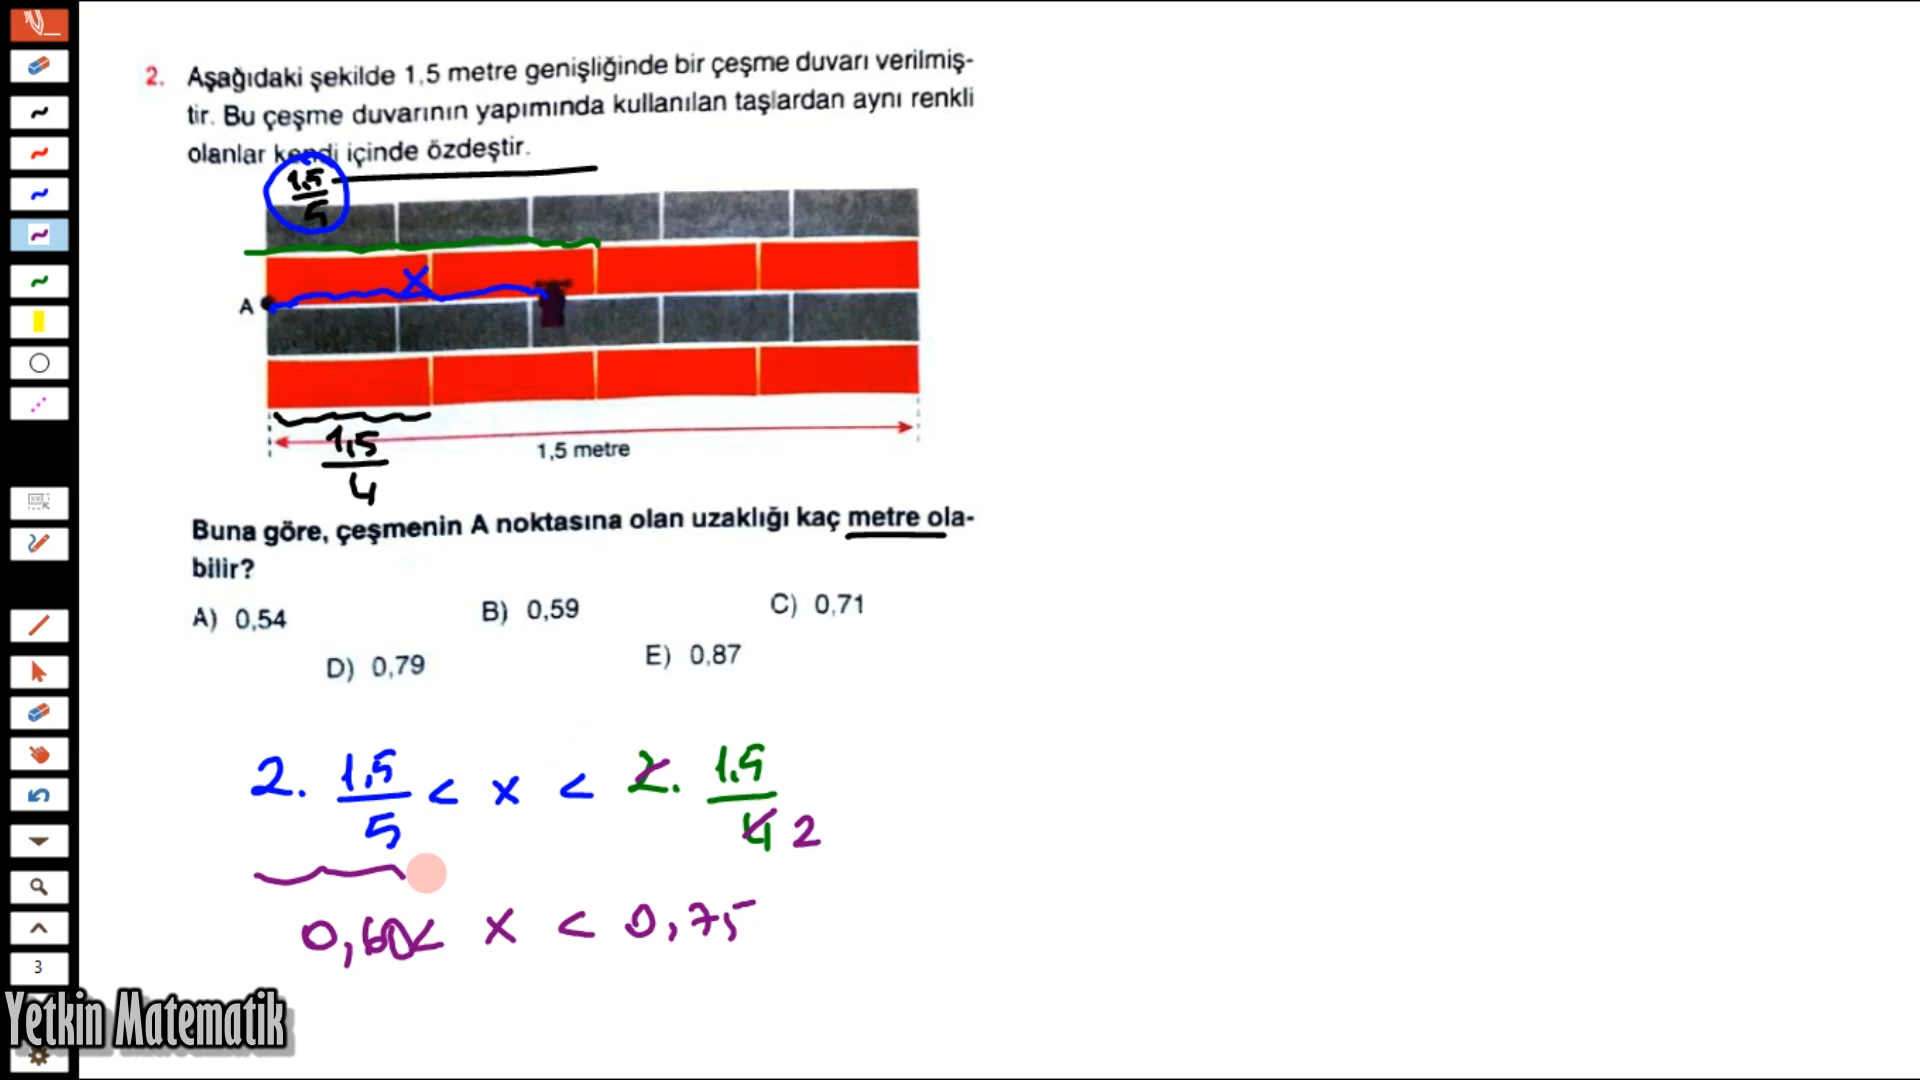 2. Aşağıdaki şekilde 1,5 metre genişliğinde bir çeşme duvarı verilmiş-
tir. Bu çeşme duvarının yapımında kullanılan taşlardan aynı renkli
olanlar kendi içinde özdeştir.
1,5
5
x
A
1,5 metre
1,5
4
Buna göre, çeşmenin A noktasına olan uzaklığı kaç metre ola-
bilir?
A) 0,54 B) 0,59 C) 0,71
D) 0,79 E) 0,87
2. 1,5/5 < x < 2. 1,5/4 2
0,60 < x < 0,75
3
Yetkin Matematik